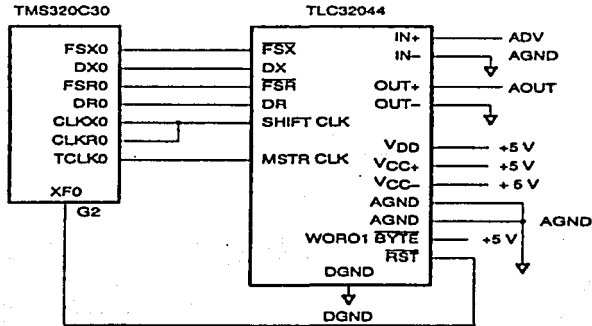 TMS320C30
TLC32044
FSX0
DX0
FSR0
DR0
CLKX0
CLKR0
TCLK0
XF0
G2
FSX
DX
FSR
DR
SHIFT CLK
MSTR CLK
IN+
IN–
OUT+
OUT–
VDD
VCC+
VCC–
AGND
AGND
WORO1 BYTE
RST
DGND
DGND
ADV
AGND
AOUT
+5 V
+5 V
+ 6 V
AGND
+5 V